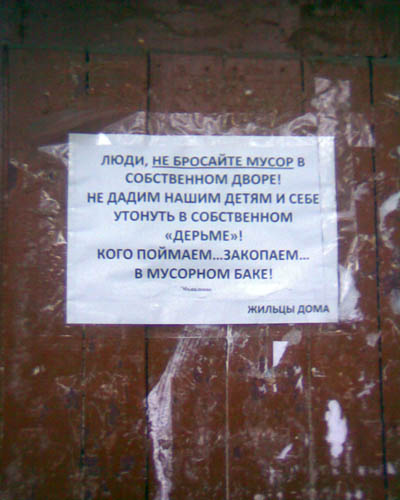 ЛЮДИ, НЕ БРОСАЙТЕ МУСОР В
СОБСТВЕННОМ ДВОРЕ!
НЕ ДАДИМ НАШИМ ДЕТЯМ И СЕБЕ
УТОНУТЬ В СОБСТВЕННОМ
«ДЕРЬМЕ»!
КОГО ПОЙМАЕМ...ЗАКОПАЕМ...
В МУСОРНОМ БАКЕ!
ЖИЛЬЦЫ ДОМА